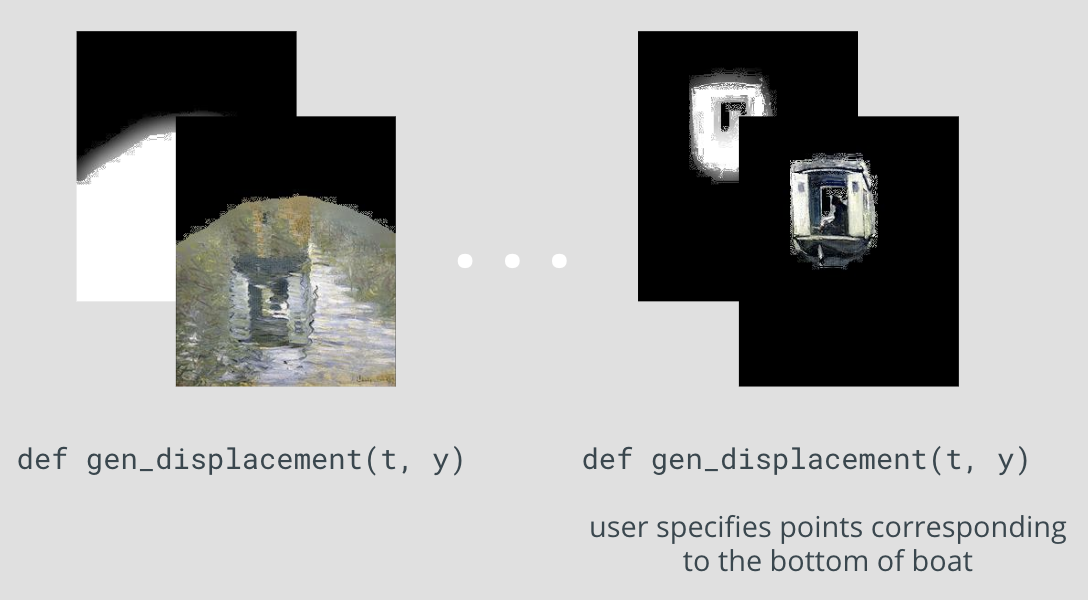 def gen_displacement(t, y)
def gen_displacement(t, y)
user specifies points corresponding
to the bottom of boat